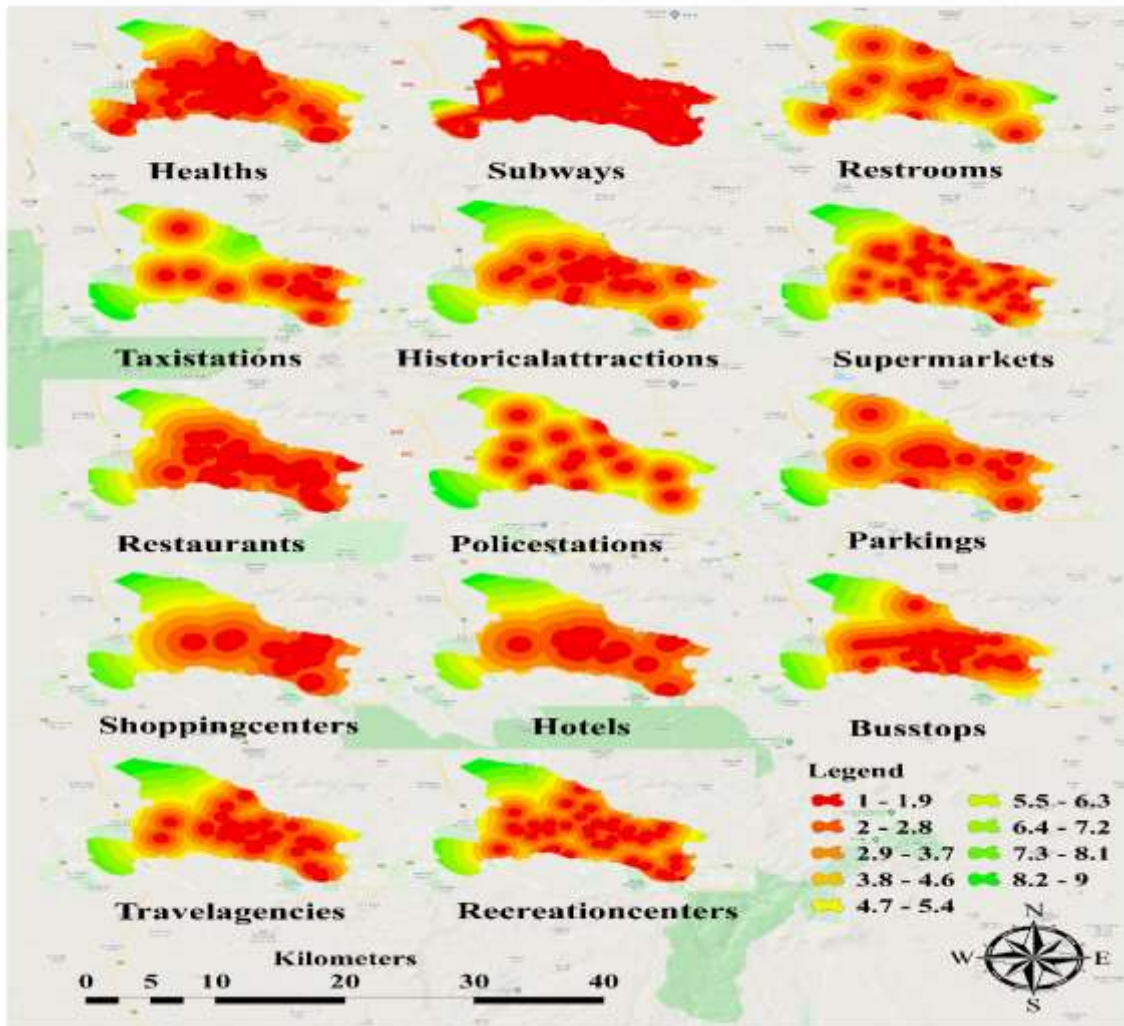 Healths Subways Restrooms
Taxistations Historicalattractions Supermarkets
Restaurants Policestations Parkings
Shoppingcenters Hotels Busstops
Travelagencies Recreationcenters
Legend
1 - 1.9 5.5 - 6.3
2 - 2.8 6.4 - 7.2
2.9 - 3.7 7.3 - 8.1
3.8 - 4.6 8.2 - 9
4.7 - 5.4
N
W E
S
Kilometers
0 5 10 20 30 40